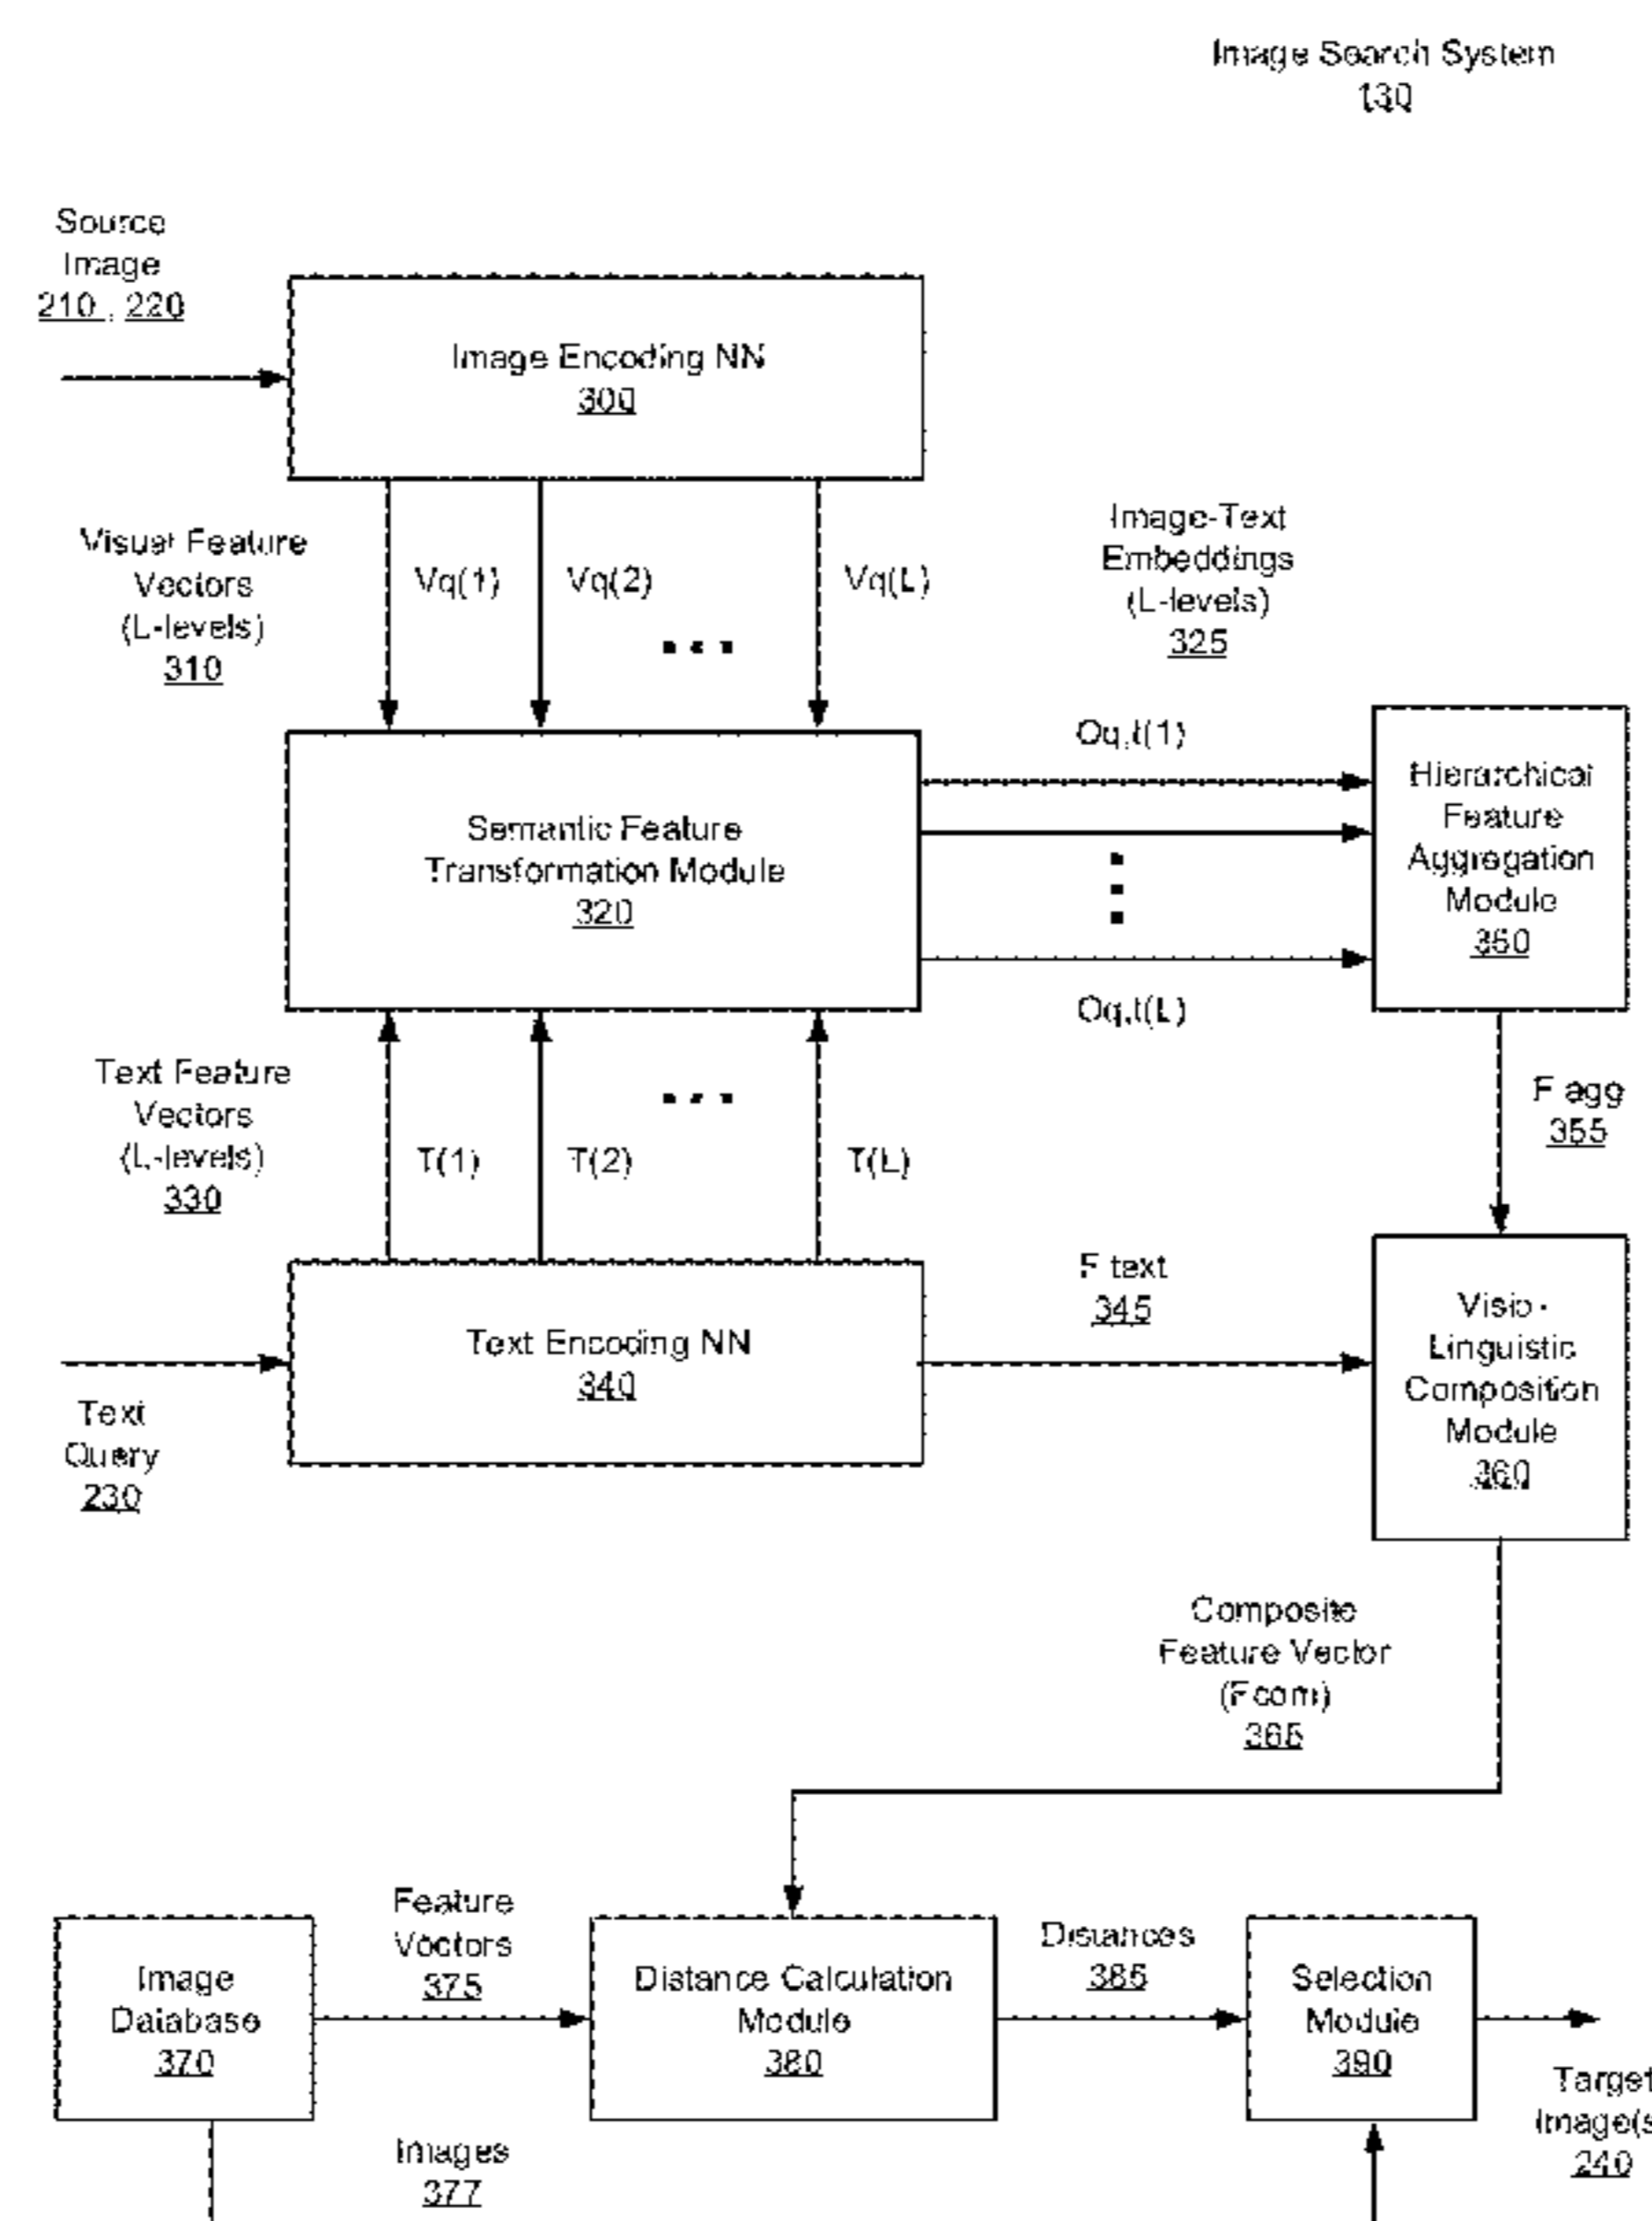 Image Search System
130
Source
Image
210, 220
Image Encoding NN
300
Visual Feature
Vectors
(L-levels)
310
Vq(1)
Vq(2)
Vq(L)
Image-Text
Embeddings
(L-levels)
325
Semantic Feature
Transformation Module
320
Oq,t(1)
Oq,t(L)
Hierarchical
Feature
Aggregation
Module
350
Text Feature
Vectors
(L-levels)
330
T(1)
T(2)
T(L)
F agg
355
Text Encoding NN
340
F text
345
Text
Query
230
Visio-
Linguistic
Composition
Module
360
Composite
Feature Vector
(Fcom)
365
Image
Database
370
Feature
Vectors
375
Distance Calculation
Module
380
Distances
385
Selection
Module
390
Target
Image(s
240
Images
377